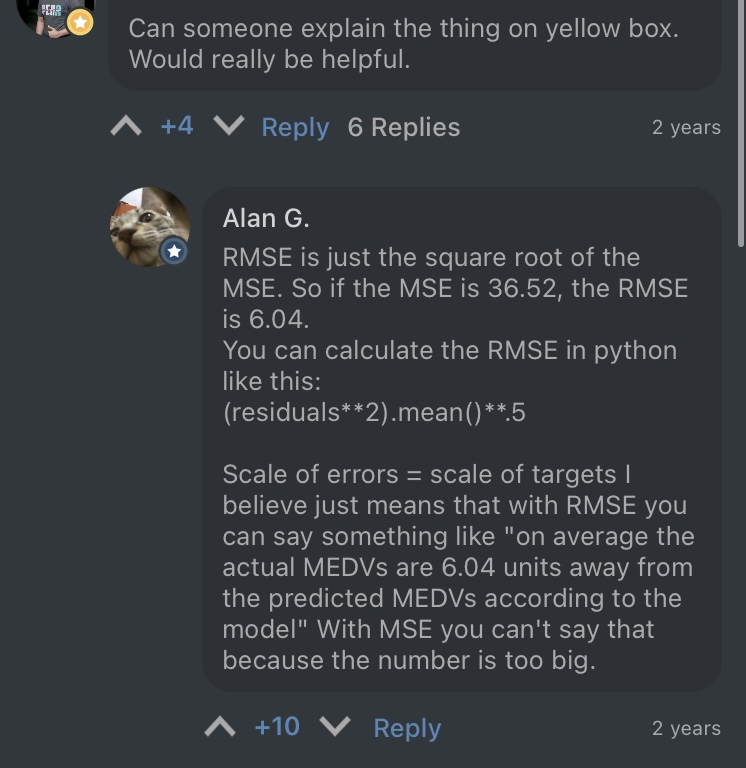 Can someone explain the thing on yellow box.
Would really be helpful.
+4 Reply 6 Replies 2 years
Alan G.
RMSE is just the square root of the
MSE. So if the MSE is 36.52, the RMSE
is 6.04.
You can calculate the RMSE in python
like this:
(residuals**2).mean()**.5
Scale of errors = scale of targets I
believe just means that with RMSE you
can say something like "on average the
actual MEDVs are 6.04 units away from
the predicted MEDVs according to the
model" With MSE you can't say that
because the number is too big.
+10 Reply 2 years